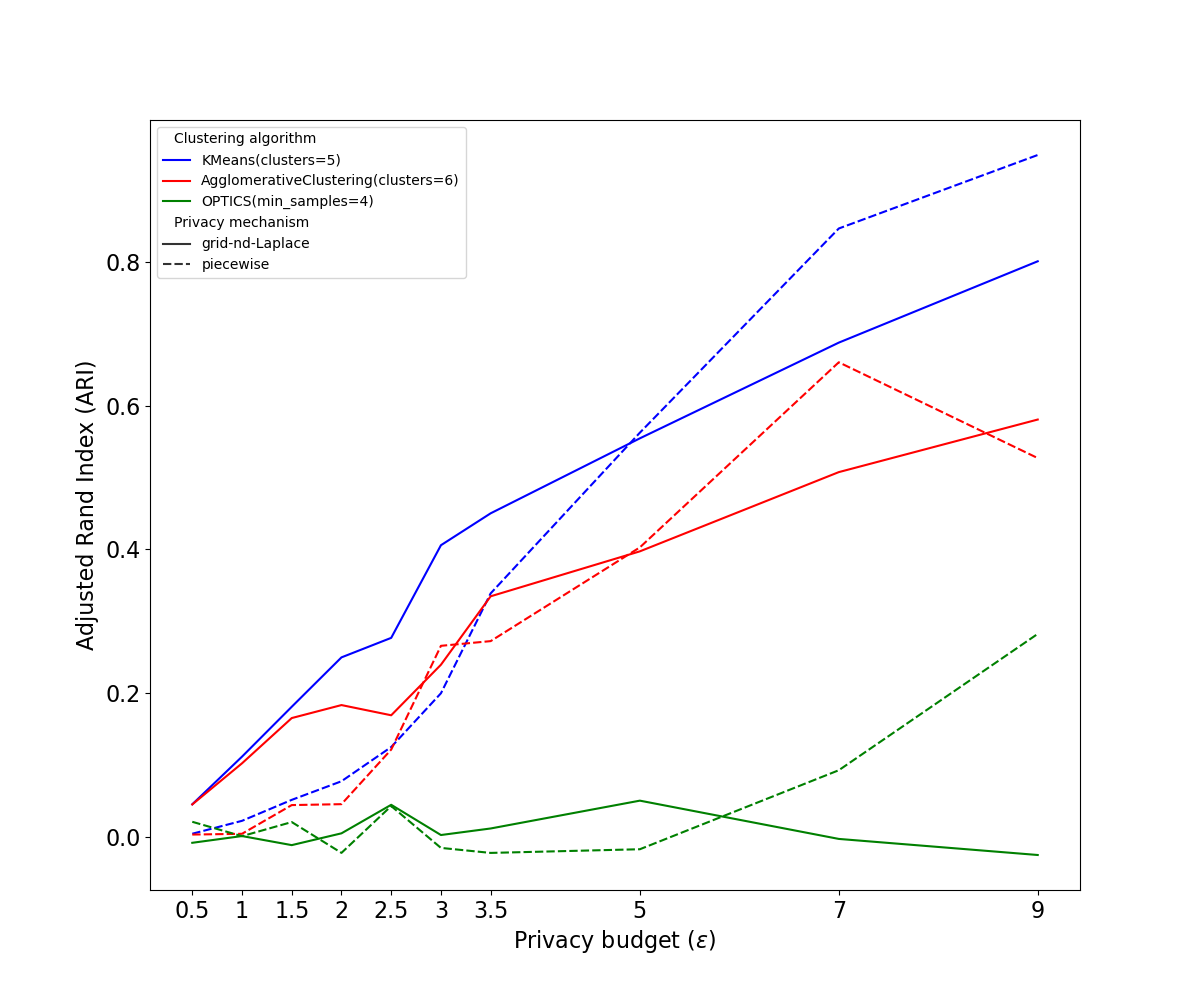 Clustering algorithm
KMeans(clusters=5)
AgglomerativeClustering(clusters=6)
OPTICS(min_samples=4)
Privacy mechanism
grid-nd-Laplace
piecewise
Adjusted Rand Index (ARI)
0.8
0.6
0.4
0.2
0.0
0.5 1 1.5 2 2.5 3 3.5 5 7 9
Privacy budget (ε)